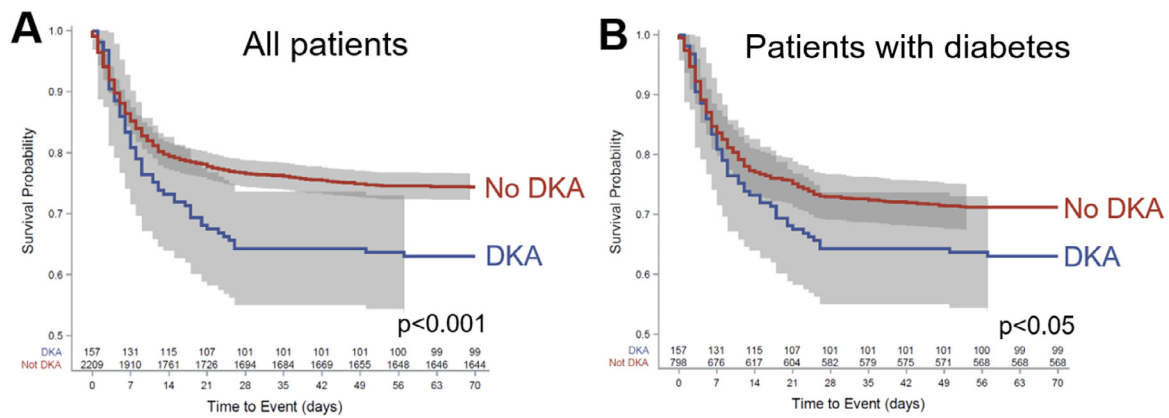 A
All patients
1.0
0.9
0.8
0.7
0.6
0.5
Survival Probability
No DKA
DKA
p<0.001
DKA 157 131 115 107 101 101 101 101 100 99 99
Not DKA 2209 1910 1761 1726 1694 1684 1669 1655 1648 1646 1644
0 7 14 21 28 35 42 49 56 63 70
Time to Event (days)
B
Patients with diabetes
1.0
0.9
0.8
0.7
0.6
0.5
Survival Probability
No DKA
DKA
p<0.05
DKA 157 131 115 107 101 101 101 101 100 99 99
Not DKA 798 676 617 604 582 579 575 571 568 568 568
0 7 14 21 28 35 42 49 56 63 70
Time to Event (days)